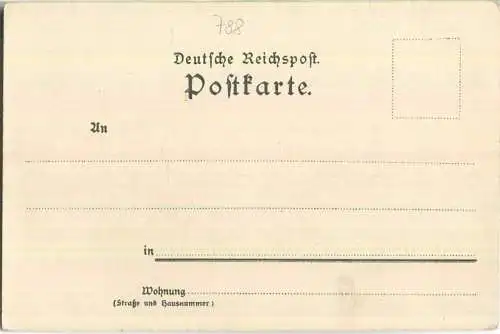 788
Deutſche Reichspoſt.
Poſtkarte.
An
in
Wohnung
(Straße und Hausnummer)